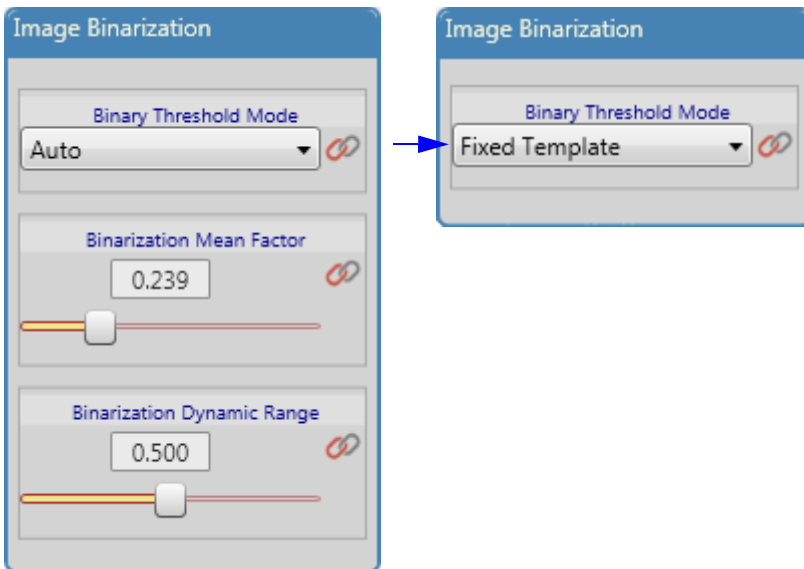 Image Binarization
Binary Threshold Mode
Auto
Binarization Mean Factor
0.239
Binarization Dynamic Range
0.500
Image Binarization
Binary Threshold Mode
Fixed Template